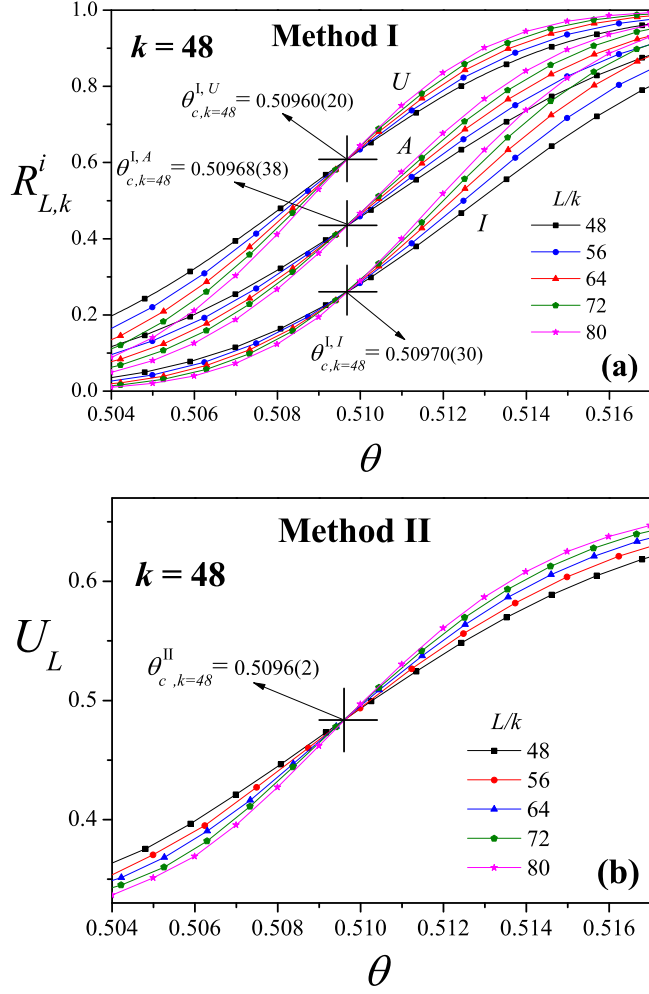 Method I
k = 48
1.0
0.8
0.6
0.4
0.2
0.0
R^i_{L,k}
θ^{I,U}_{c,k=48} = 0.50960(20)
θ^{I,A}_{c,k=48} = 0.50968(38)
θ^{I,I}_{c,k=48} = 0.50970(30)
U
A
I
L/k
48
56
64
72
80
(a)
0.504 0.506 0.508 0.510 0.512 0.514 0.516
θ
Method II
k = 48
0.6
0.5
0.4
U_L
θ^{II}_{c ,k=48} = 0.5096(2)
L/k
48
56
64
72
80
(b)
0.504 0.506 0.508 0.510 0.512 0.514 0.516
θ